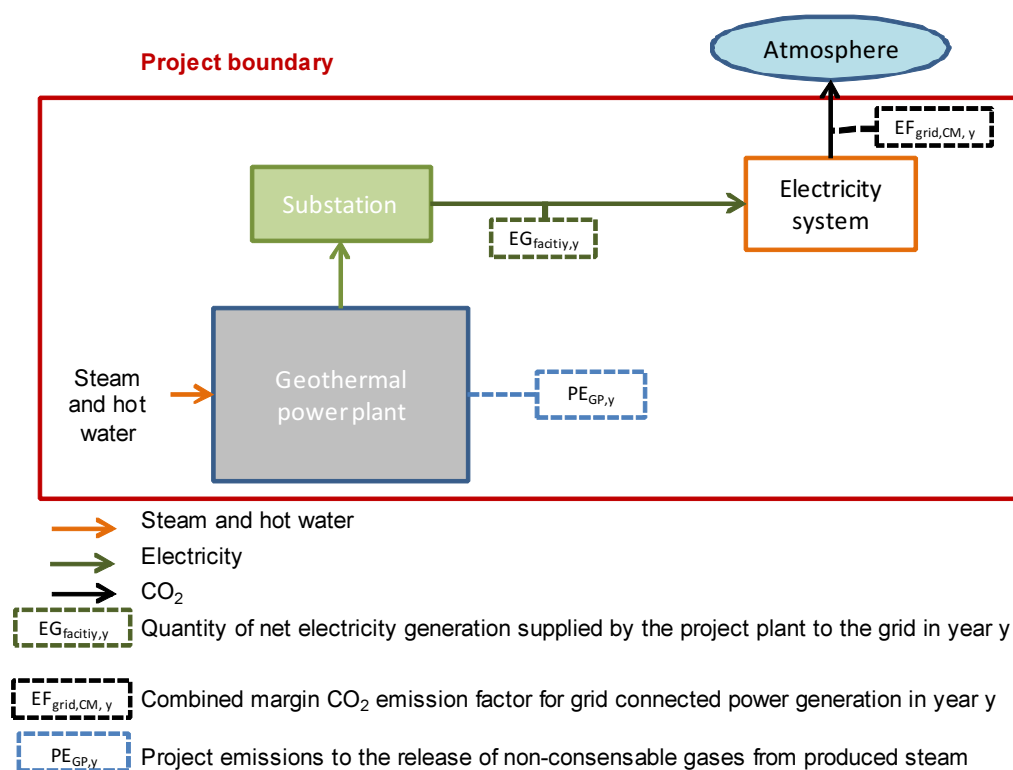 Atmosphere
Project boundary
EFgrid,CM, y
Substation
Electricity
system
EGfacitiy,y
Steam
and hot
water
Geothermal
power plant
PEGP,y
Steam and hot water
Electricity
CO2
EGfacitiy,y Quantity of net electricity generation supplied by the project plant to the grid in year y
EFgrid,CM, y Combined margin CO2 emission factor for grid connected power generation in year y
PEGP,y Project emissions to the release of non-consensable gases from produced steam